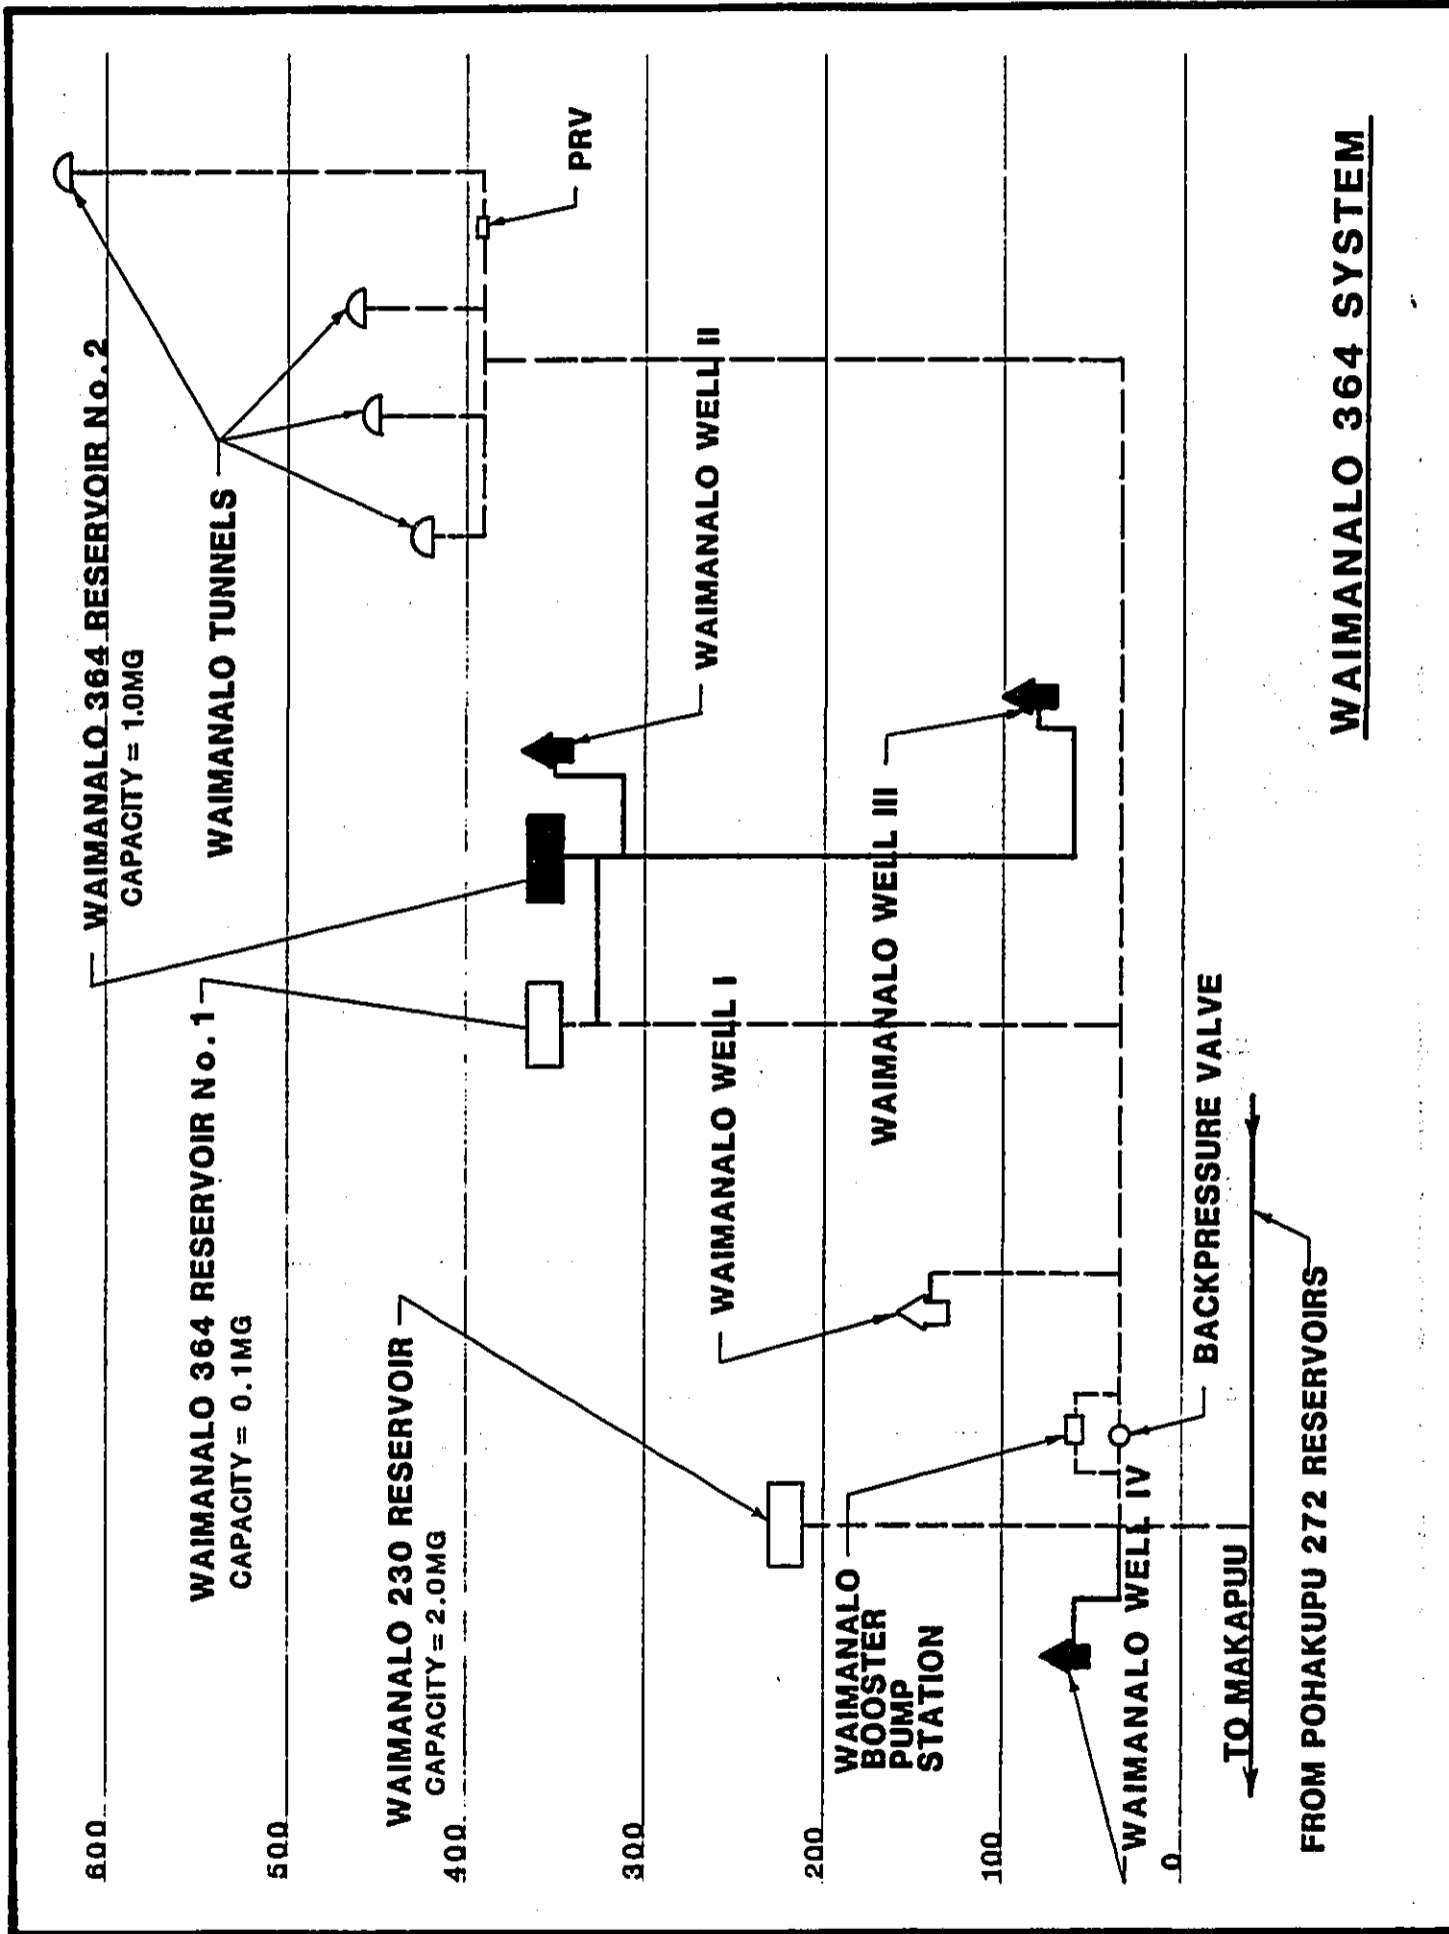 600
500
400
300
200
100
0
WAIMANALO 364 RESERVOIR No.2
CAPACITY = 1.0MG
WAIMANALO TUNNELS
PRV
WAIMANALO 364 RESERVOIR No.1
CAPACITY = 0.1MG
WAIMANALO WELL II
WAIMANALO 230 RESERVOIR
CAPACITY = 2.0MG
WAIMANALO WELL I
WAIMANALO WELL III
WAIMANALO
BOOSTER
PUMP
STATION
WAIMANALO WELL IV
BACKPRESSURE VALVE
TO MAKAPUU
FROM POHAKUPU 272 RESERVOIRS
WAIMANALO 364 SYSTEM